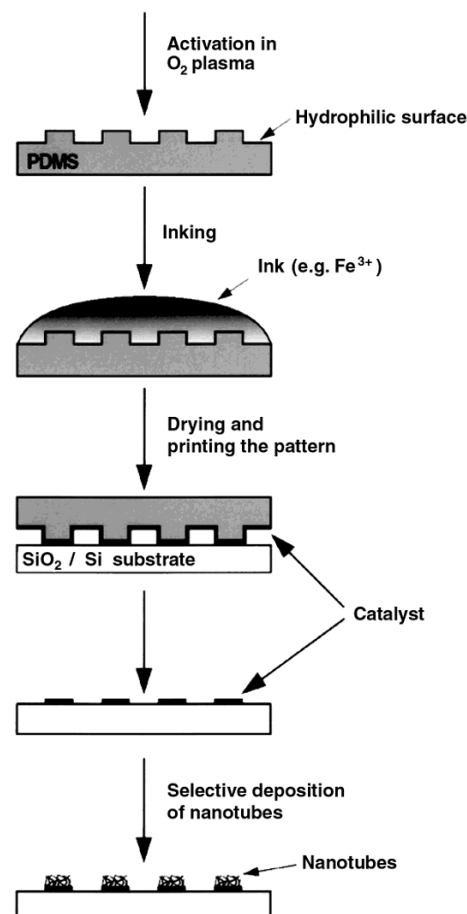 Activation in
O₂ plasma
Hydrophilic surface
PDMS
Inking
Ink (e.g. Fe³⁺)
Drying and
printing the pattern
SiO₂ / Si substrate
Catalyst
Selective deposition
of nanotubes
Nanotubes